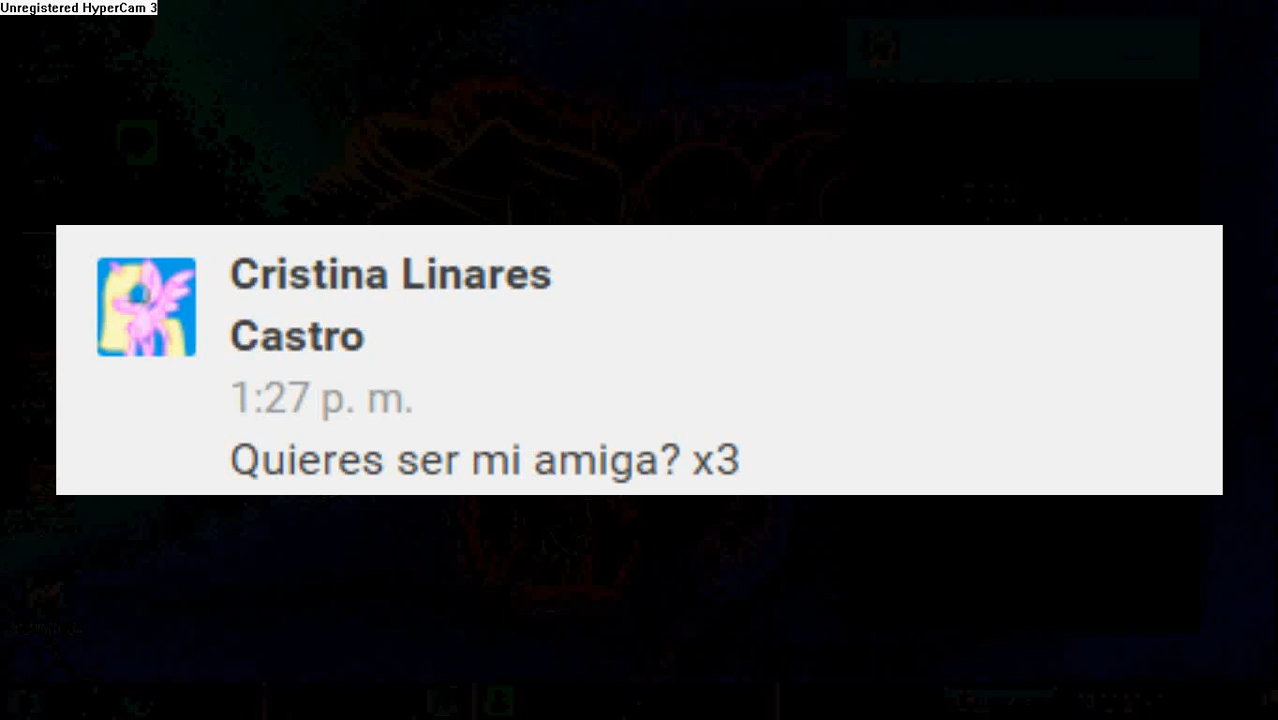 Unregistered HyperCam 3
Cristina Linares
Castro
1:27 p. m.
Quieres ser mi amiga? x3